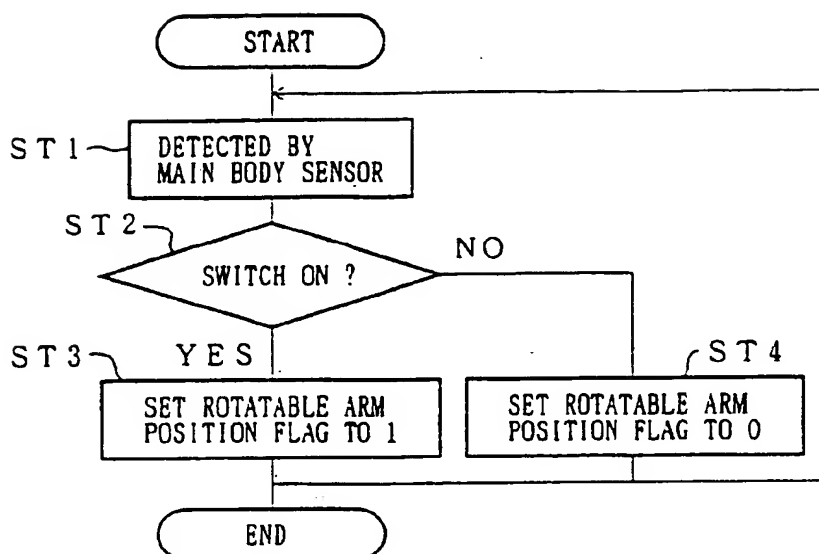 START
ST1
DETECTED BY
MAIN BODY SENSOR
ST2
SWITCH ON ?
NO
YES
ST3
SET ROTATABLE ARM
POSITION FLAG TO 1
ST4
SET ROTATABLE ARM
POSITION FLAG TO 0
END